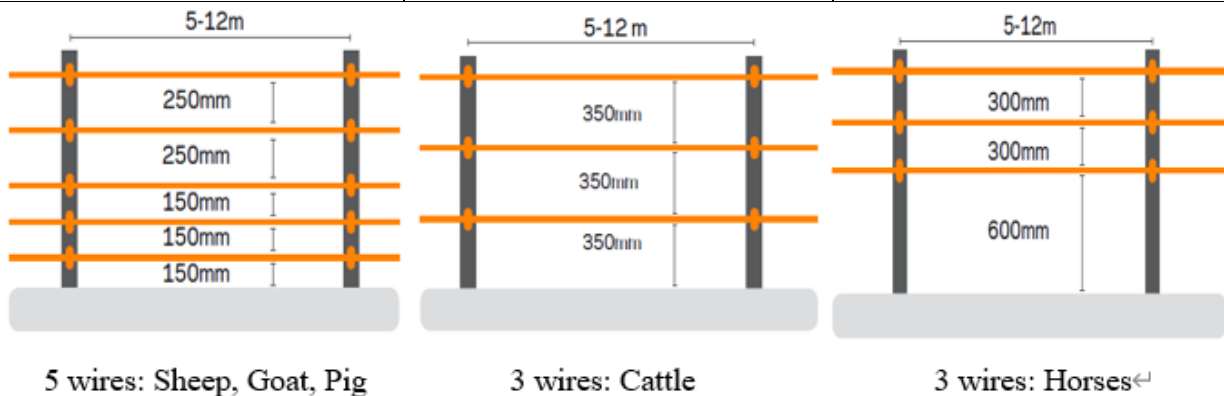 5-12m
250mm
250mm
150mm
150mm
150mm
5 wires: Sheep, Goat, Pig
5-12 m
350mm
350mm
350mm
3 wires: Cattle
5-12m
300mm
300mm
600mm
3 wires: Horses↵